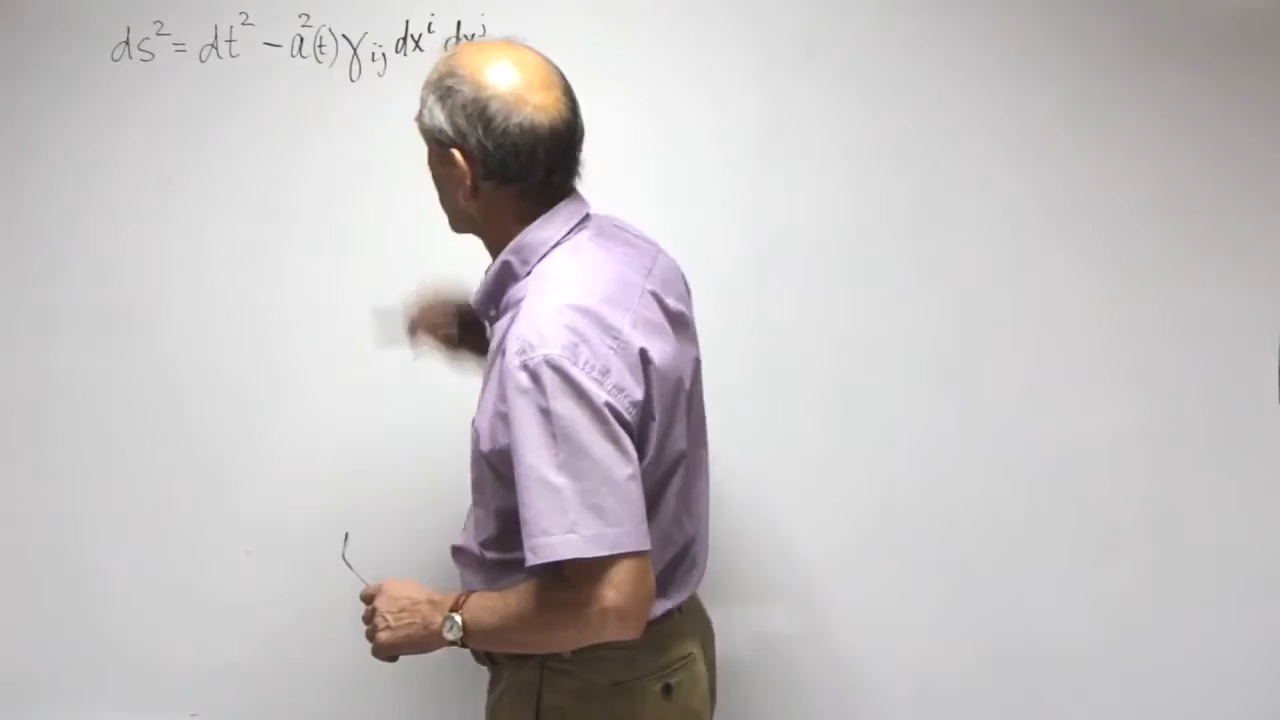 ds² = dt² − a²(t) γᵢⱼ dxⁱ dxʲ